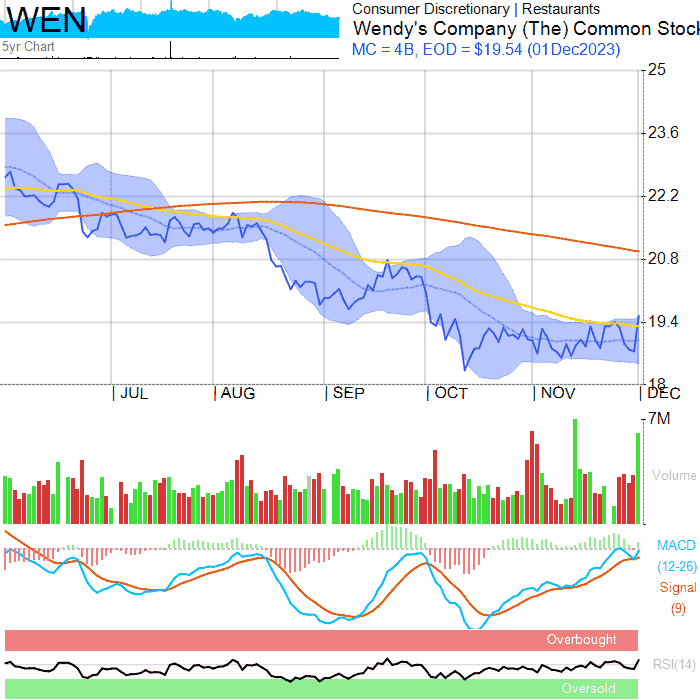 WEN
5yr Chart
Consumer Discretionary | Restaurants
Wendy's Company (The) Common Stock
MC = 4B, EOD = $19.54 (01Dec2023)
25
23.6
22.2
20.8
19.4
18
JUL AUG SEP OCT NOV DEC
7M
Volume
MACD
(12-26)
Signal
(9)
Overbought
RSI(14)
Oversold